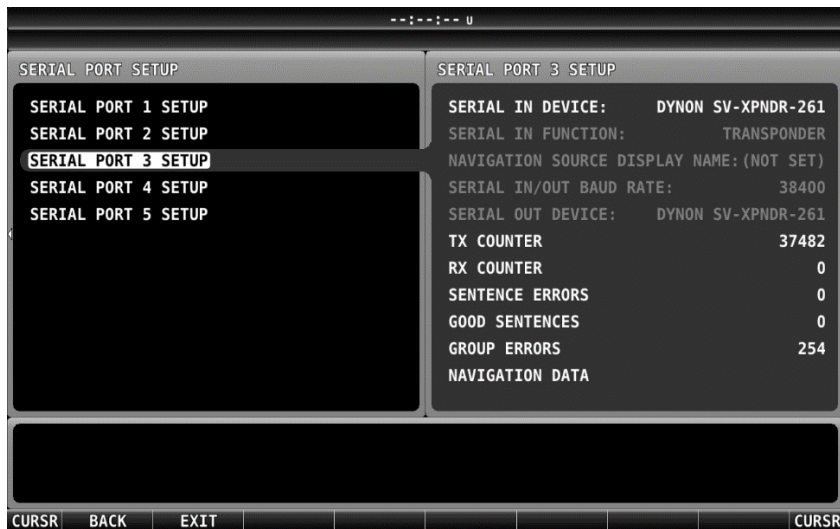 --:--:-- U
SERIAL PORT SETUP
SERIAL PORT 1 SETUP
SERIAL PORT 2 SETUP
SERIAL PORT 3 SETUP
SERIAL PORT 4 SETUP
SERIAL PORT 5 SETUP
SERIAL PORT 3 SETUP
SERIAL IN DEVICE: DYNON SV-XPNDR-261
SERIAL IN FUNCTION: TRANSPONDER
NAVIGATION SOURCE DISPLAY NAME:(NOT SET)
SERIAL IN/OUT BAUD RATE: 38400
SERIAL OUT DEVICE: DYNON SV-XPNDR-261
TX COUNTER 37482
RX COUNTER 0
SENTENCE ERRORS 0
GOOD SENTENCES 0
GROUP ERRORS 254
NAVIGATION DATA
CURSR BACK EXIT CURSR